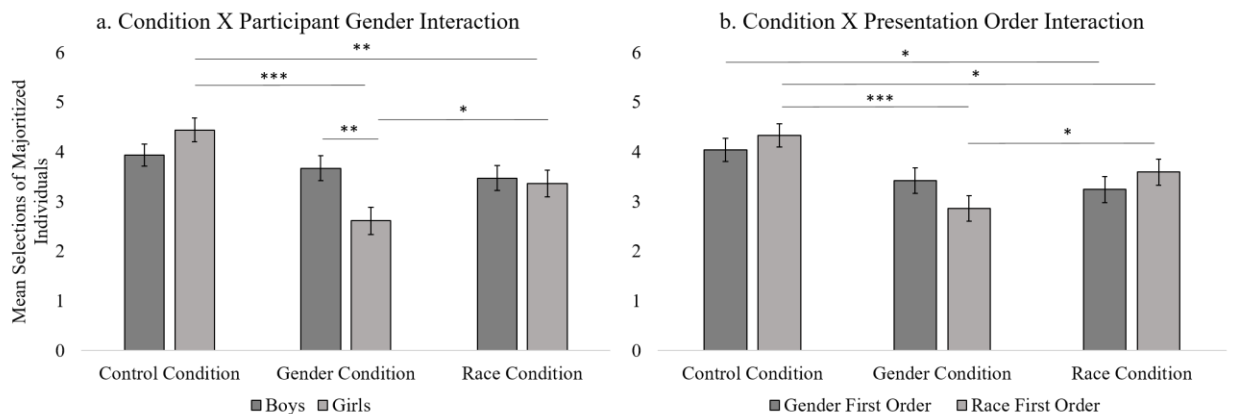 a. Condition X Participant Gender Interaction
Mean Selections of Majoritized
Individuals
6
5
4
3
2
1
0
**
***
*
**
Control Condition Gender Condition Race Condition
Boys Girls
b. Condition X Presentation Order Interaction
6
5
4
3
2
1
0
*
*
***
*
Control Condition Gender Condition Race Condition
Gender First Order Race First Order